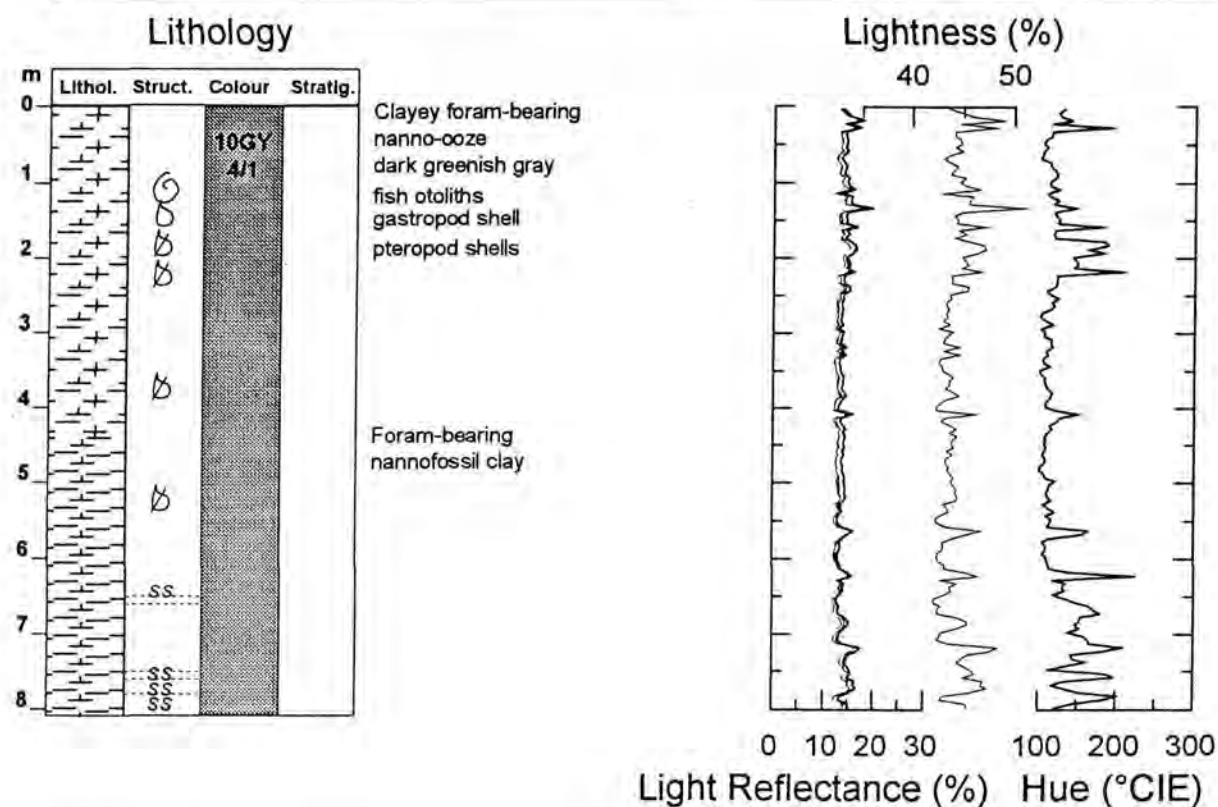 Lithology
m
Lithol. Struct. Colour Stratig.
0
1
2
3
4
5
6
7
8
10GY
4/1
SS
SS
SS
SS
Clayey foram-bearing
nanno-ooze
dark greenish gray
fish otoliths
gastropod shell
pteropod shells
Foram-bearing
nannofossil clay
Lightness (%)
40 50
0 10 20 30 100 200 300
Light Reflectance (%) Hue (°CIE)